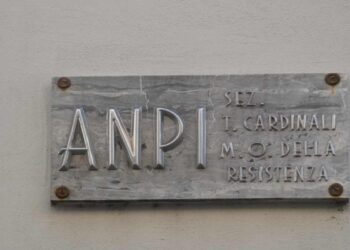 ANPI
SEZ.
T. CARDINALI
M. O. DELLA
RESISTENZA